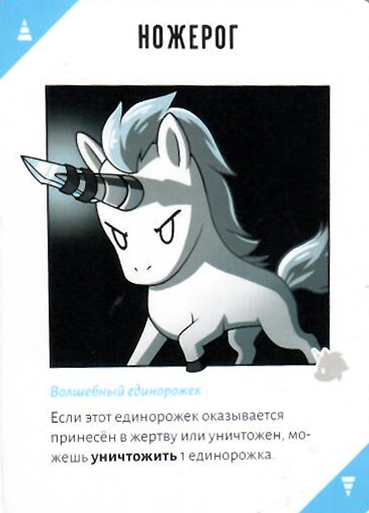 НОЖЕРОГ
Волшебный единорожек
Если этот единорожек оказывается
принесён в жертву или уничтожен, мо-
жешь уничтожить 1 единорожка.